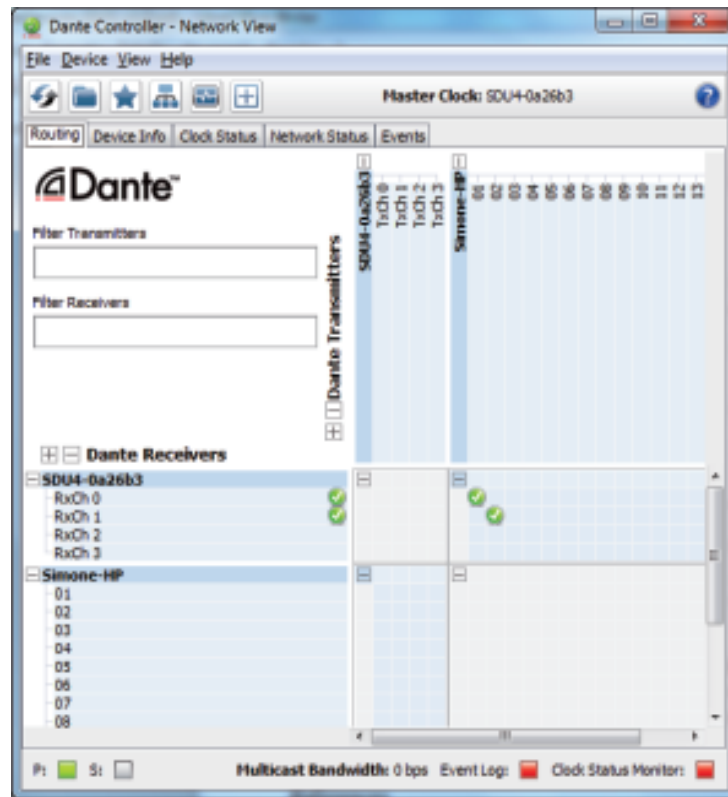 Dante Controller - Network View
File Device View Help
Master Clock: SDU4-0a26b3
Routing Device Info Clock Status Network Status Events
Dante™
Filter Transmitters
Filter Receivers
Dante Transmitters
SDU4-0a26b3
TxCh 0
TxCh 1
TxCh 2
TxCh 3
Simone-HP
01
02
03
04
05
06
07
08
09
10
11
12
13
Dante Receivers
SDU4-0a26b3
RxCh 0
RxCh 1
RxCh 2
RxCh 3
Simone-HP
01
02
03
04
05
06
07
08
P: S: Multicast Bandwidth: 0 bps Event Log: Clock Status Monitor: